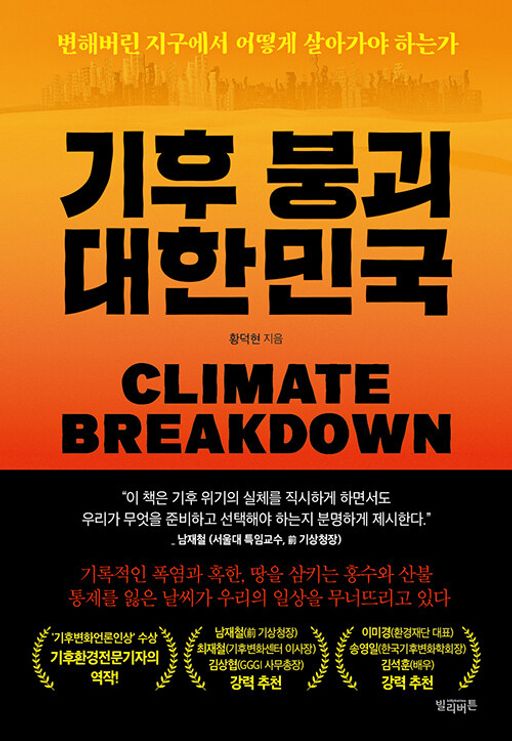 변해버린 지구에서 어떻게 살아가야 하는가
기후 붕괴
대한민국
황덕현 지음
CLIMATE
BREAKDOWN
“이 책은 기후 위기의 실체를 직시하게 하면서도
우리가 무엇을 준비하고 선택해야 하는지 분명하게 제시한다.”
_ 남재철 (서울대 특임교수, 前 기상청장)
기록적인 폭염과 혹한, 땅을 삼키는 홍수와 산불
통제를 잃은 날씨가 우리의 일상을 무너뜨리고 있다
‘기후변화언론인상’ 수상
기후환경전문기자의
역작!
남재철(前 기상청장)
최재철(기후변화센터 이사장)
김상협(GGGI 사무총장)
강력 추천
이미경(환경재단 대표)
송영일(한국기후변화학회장)
김석훈(배우)
강력 추천
빌리버튼